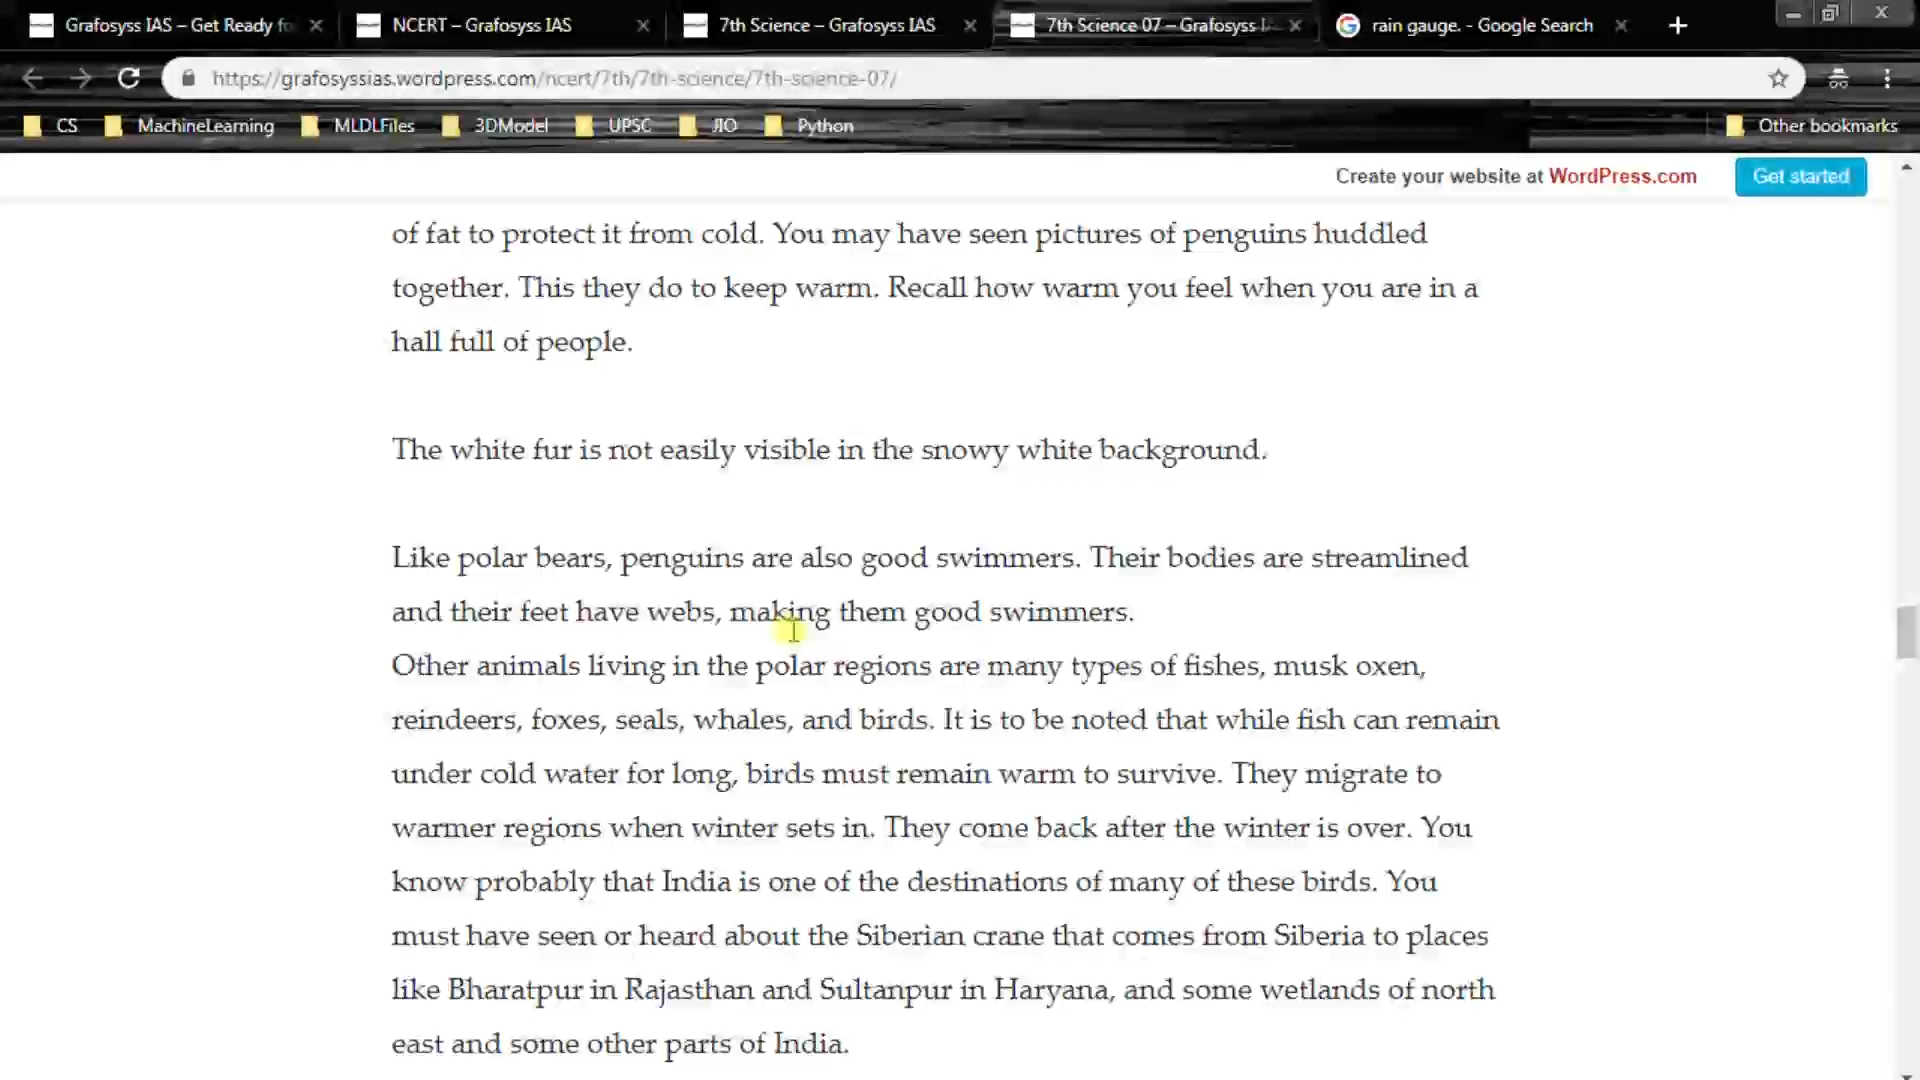 Grafosyss IAS – Get Ready fo
NCERT – Grafosyss IAS
7th Science – Grafosyss IAS
7th Science 07 – Grafosyss I
rain gauge. - Google Search
https://grafosyssias.wordpress.com/ncert/7th/7th-science/7th-science-07/
CS
MachineLearning
MLDLFiles
3DModel
UPSC
JIO
Python
Other bookmarks
Create your website at WordPress.com
Get started
of fat to protect it from cold. You may have seen pictures of penguins huddled
together. This they do to keep warm. Recall how warm you feel when you are in a
hall full of people.
The white fur is not easily visible in the snowy white background.
Like polar bears, penguins are also good swimmers. Their bodies are streamlined
and their feet have webs, making them good swimmers.
Other animals living in the polar regions are many types of fishes, musk oxen,
reindeers, foxes, seals, whales, and birds. It is to be noted that while fish can remain
under cold water for long, birds must remain warm to survive. They migrate to
warmer regions when winter sets in. They come back after the winter is over. You
know probably that India is one of the destinations of many of these birds. You
must have seen or heard about the Siberian crane that comes from Siberia to places
like Bharatpur in Rajasthan and Sultanpur in Haryana, and some wetlands of north
east and some other parts of India.